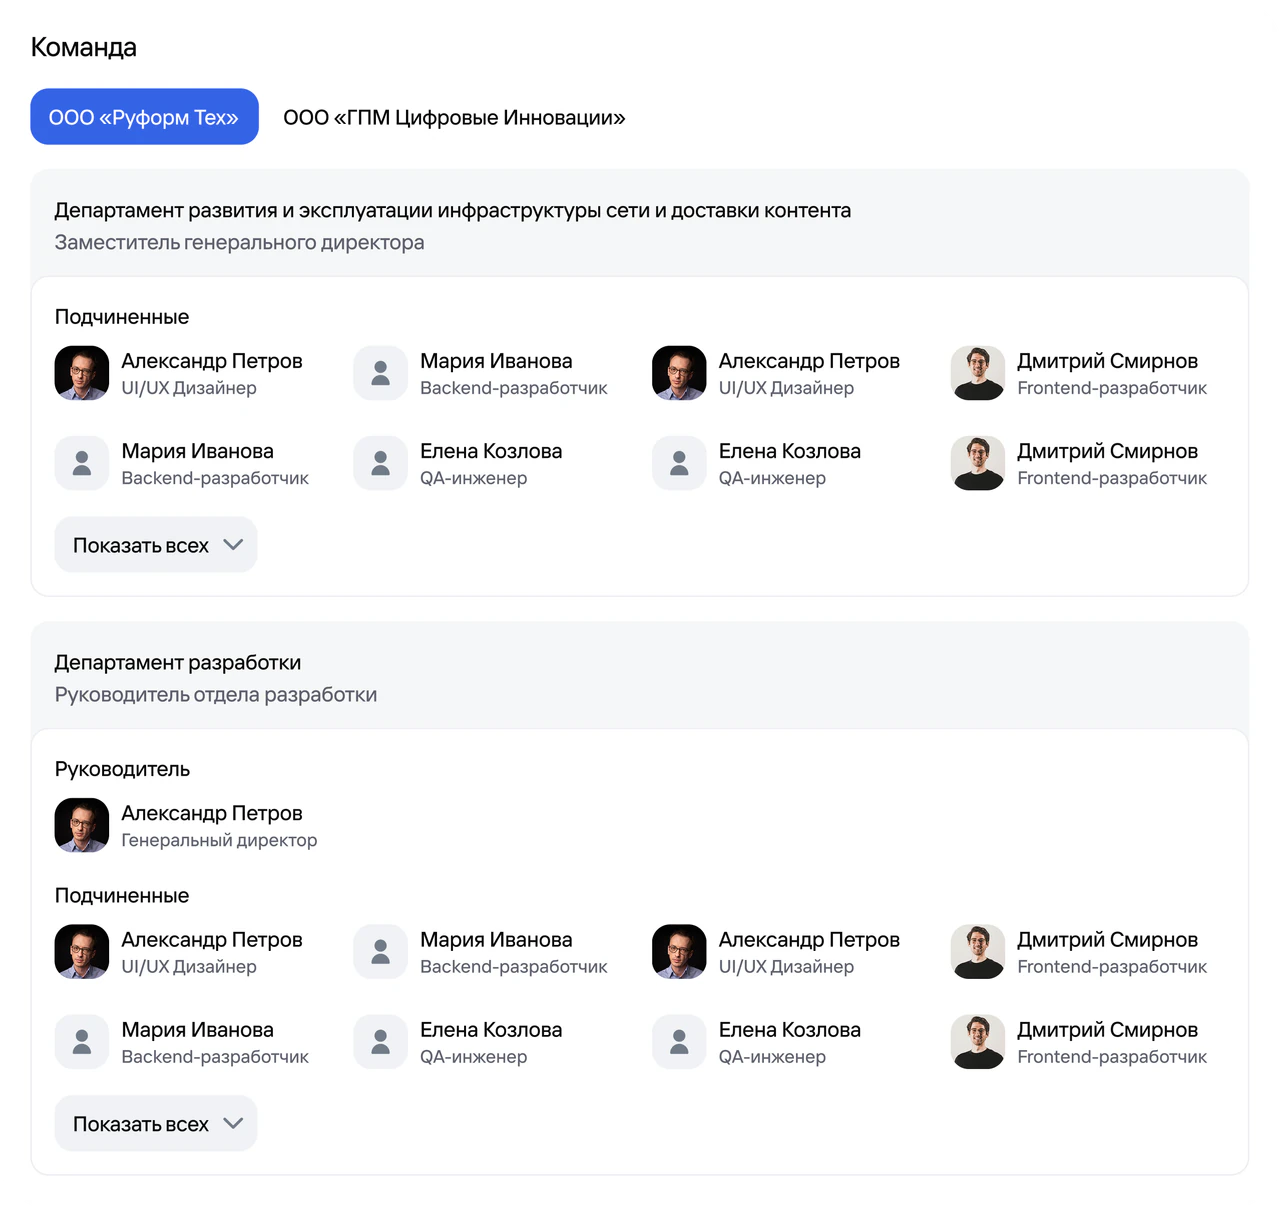 Команда
ООО «Руформ Тех» ООО «ГПМ Цифровые Инновации»
Департамент развития и эксплуатации инфраструктуры сети и доставки контента
Заместитель генерального директора
Подчиненные
Александр Петров
UI/UX Дизайнер
Мария Иванова
Backend-разработчик
Александр Петров
UI/UX Дизайнер
Дмитрий Смирнов
Frontend-разработчик
Мария Иванова
Backend-разработчик
Елена Козлова
QA-инженер
Елена Козлова
QA-инженер
Дмитрий Смирнов
Frontend-разработчик
Показать всех
Департамент разработки
Руководитель отдела разработки
Руководитель
Александр Петров
Генеральный директор
Подчиненные
Александр Петров
UI/UX Дизайнер
Мария Иванова
Backend-разработчик
Александр Петров
UI/UX Дизайнер
Дмитрий Смирнов
Frontend-разработчик
Мария Иванова
Backend-разработчик
Елена Козлова
QA-инженер
Елена Козлова
QA-инженер
Дмитрий Смирнов
Frontend-разработчик
Показать всех